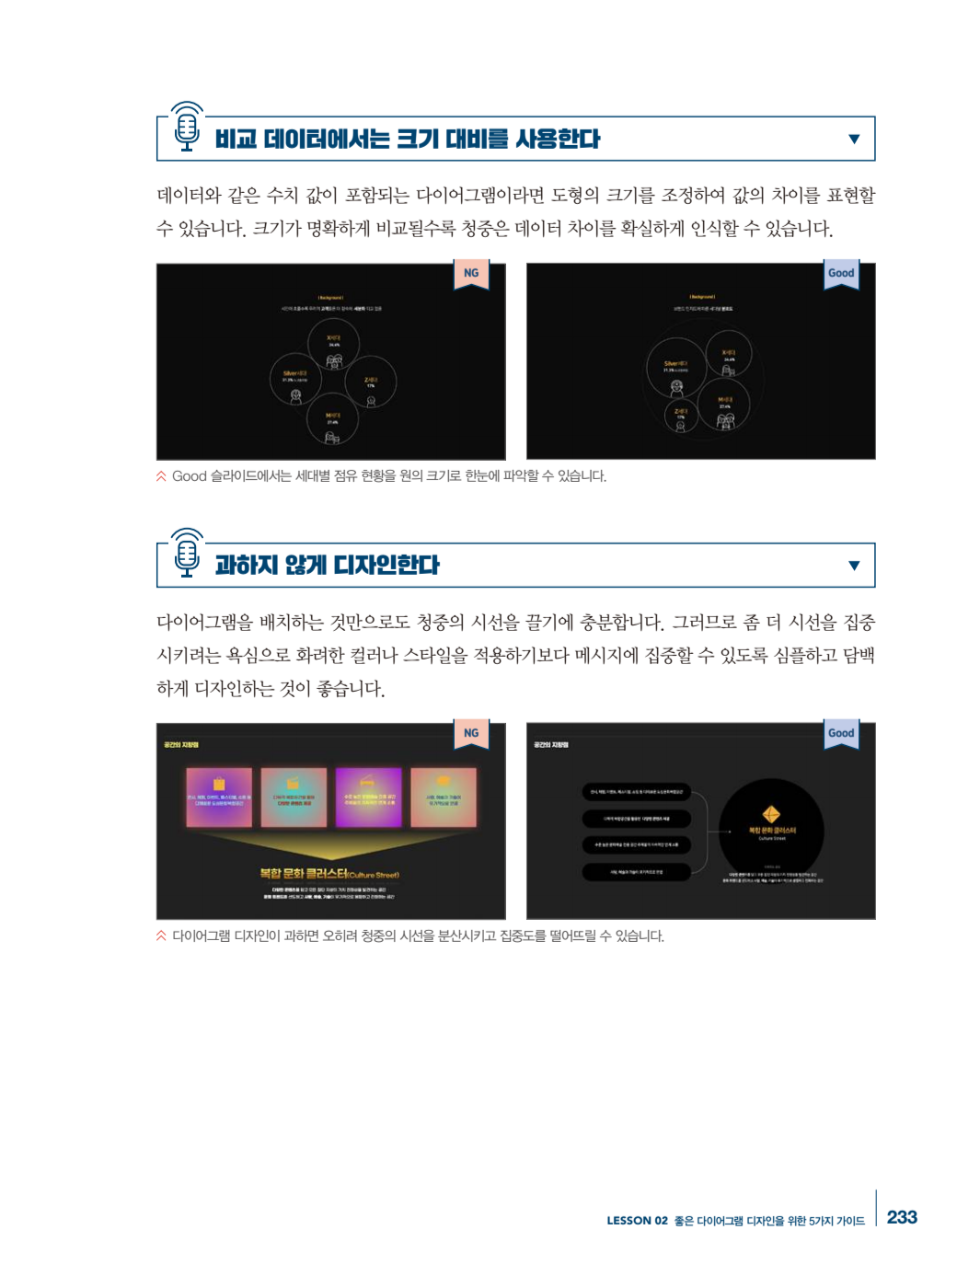 비교 데이터에서는 크기 대비를 사용한다
데이터와 같은 수치 값이 포함되는 다이어그램이라면 도형의 크기를 조정하여 값의 차이를 표현할
수 있습니다. 크기가 명확하게 비교될수록 청중은 데이터 차이를 확실하게 인식할 수 있습니다.
NG
Good
( Background )
( Background )
X세대
Silver세대
Z세대
17%
M세대
X세대
Silver세대
M세대
Z세대
17%
Good 슬라이드에서는 세대별 점유 현황을 원의 크기로 한눈에 파악할 수 있습니다.
과하지 않게 디자인한다
다이어그램을 배치하는 것만으로도 청중의 시선을 끌기에 충분합니다. 그러므로 좀 더 시선을 집중
시키려는 욕심으로 화려한 컬러나 스타일을 적용하기보다 메시지에 집중할 수 있도록 심플하고 담백
하게 디자인하는 것이 좋습니다.
NG
Good
공간의 지향점
공간의 지향점
복합 문화 클러스터(Culture Street)
복합 문화 클러스터
Culture Street
다이어그램 디자인이 과하면 오히려 청중의 시선을 분산시키고 집중도를 떨어뜨릴 수 있습니다.
LESSON 02 좋은 다이어그램 디자인을 위한 5가지 가이드
233